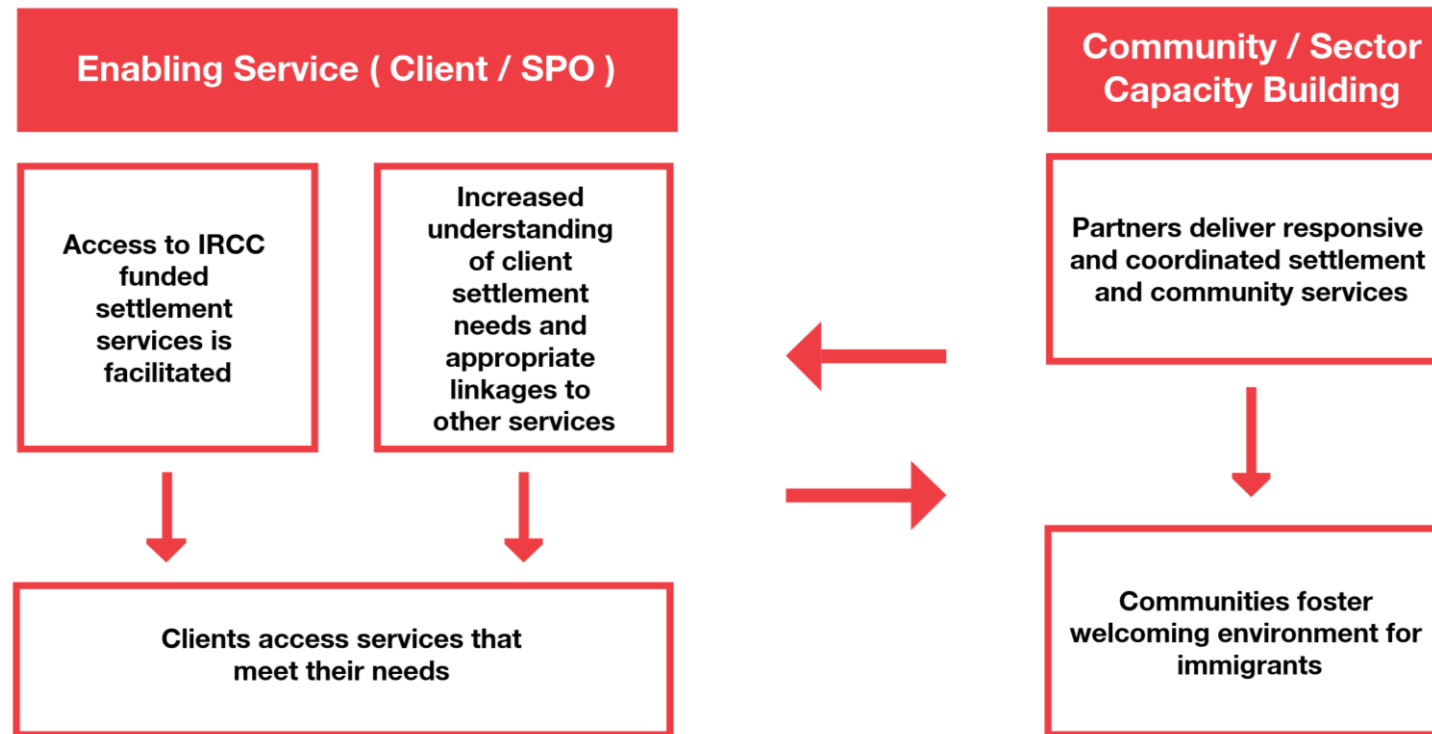 Enabling Service ( Client / SPO )
Access to IRCC
funded
settlement
services is
facilitated
Increased
understanding
of client
settlement
needs and
appropriate
linkages to
other services
Clients access services that
meet their needs
Community / Sector
Capacity Building
Partners deliver responsive
and coordinated settlement
and community services
Communities foster
welcoming environment for
immigrants